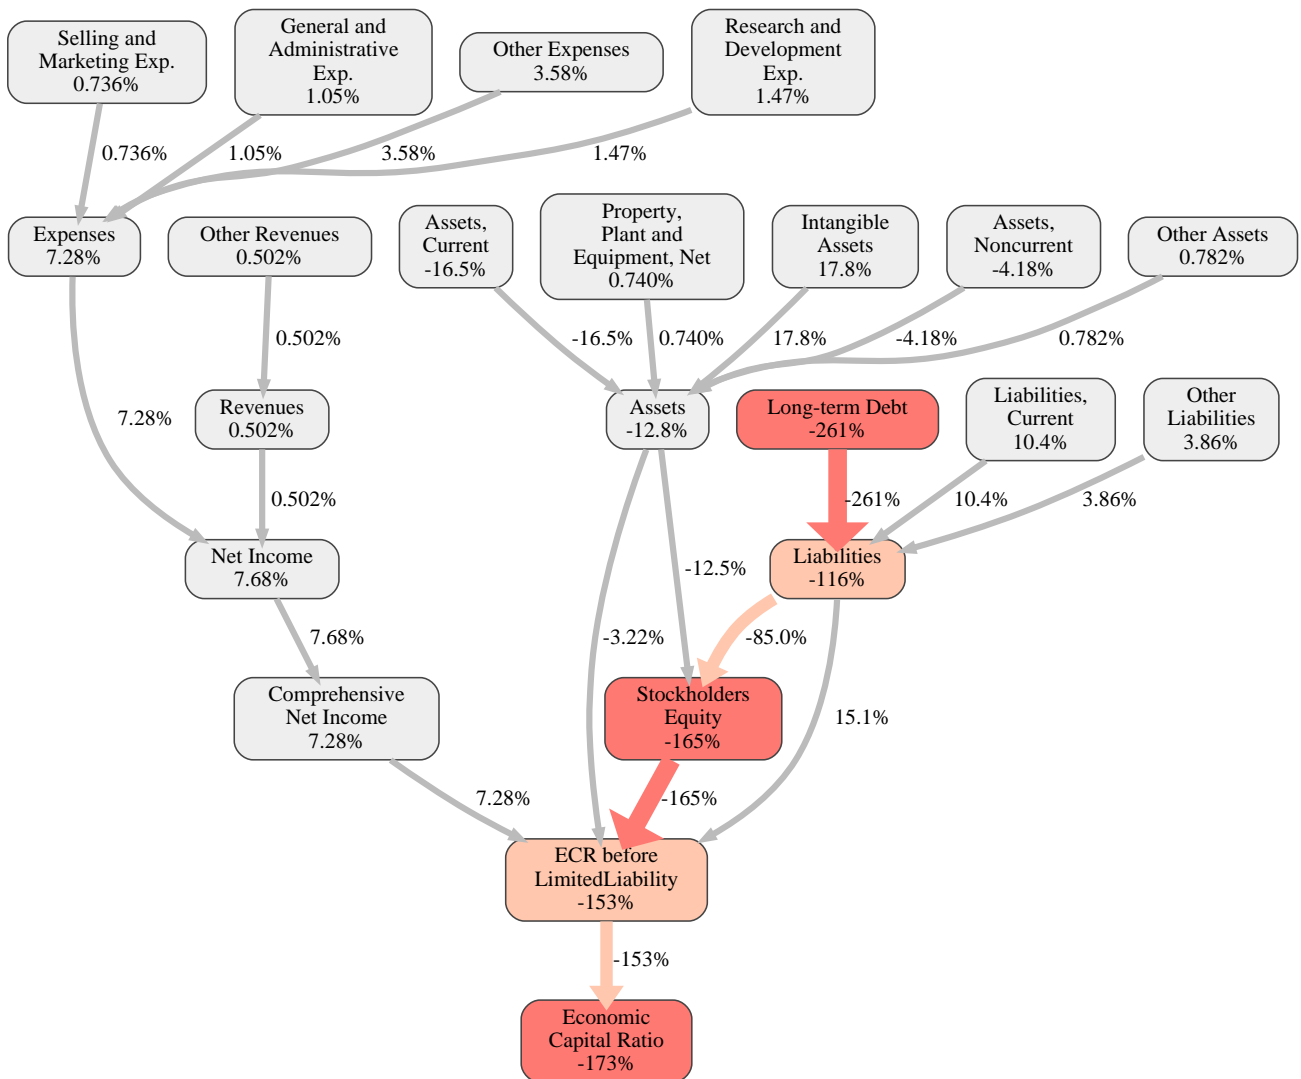 Selling and
Marketing Exp.
0.736%
General and
Administrative
Exp.
1.05%
Other Expenses
3.58%
Research and
Development
Exp.
1.47%
0.736%
1.05%
3.58%
1.47%
Expenses
7.28%
Other Revenues
0.502%
Assets,
Current
-16.5%
Property,
Plant and
Equipment, Net
0.740%
Intangible
Assets
17.8%
Assets,
Noncurrent
-4.18%
Other Assets
0.782%
0.502%
-16.5%
0.740%
17.8%
-4.18%
0.782%
7.28%
Revenues
0.502%
Assets
-12.8%
Long-term Debt
-261%
Liabilities,
Current
10.4%
Other
Liabilities
3.86%
0.502%
-261%
10.4%
3.86%
Net Income
7.68%
-12.5%
Liabilities
-116%
7.68%
-3.22%
-85.0%
Comprehensive
Net Income
7.28%
Stockholders
Equity
-165%
15.1%
7.28%
-165%
ECR before
LimitedLiability
-153%
-153%
Economic
Capital Ratio
-173%